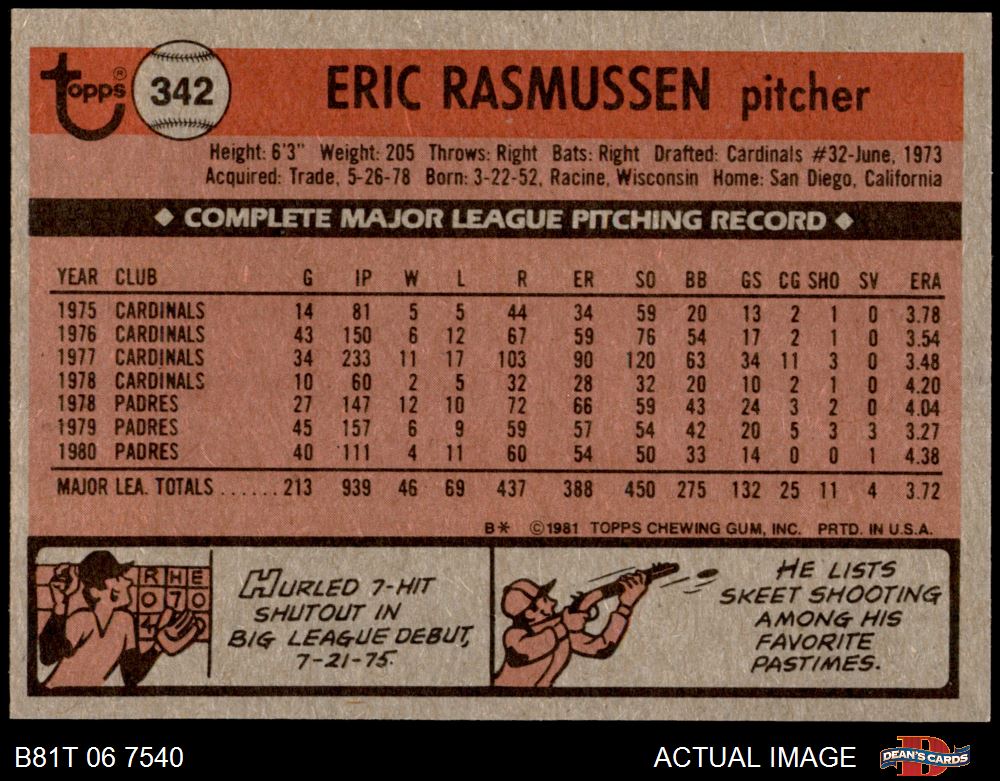 Topps® 342 ERIC RASMUSSEN pitcher
Height: 6'3" Weight: 205 Throws: Right Bats: Right Drafted: Cardinals #32-June, 1973
Acquired: Trade, 5-26-78 Born: 3-22-52, Racine, Wisconsin Home: San Diego, California
◆ COMPLETE MAJOR LEAGUE PITCHING RECORD ◆
YEAR CLUB G IP W L R ER SO BB GS CG SHO SV ERA
1975 CARDINALS 14 81 5 5 44 34 59 20 13 2 1 0 3.78
1976 CARDINALS 43 150 6 12 67 59 76 54 17 2 1 0 3.54
1977 CARDINALS 34 233 11 17 103 90 120 63 34 11 3 0 3.48
1978 CARDINALS 10 60 2 5 32 28 32 20 10 2 1 0 4.20
1978 PADRES 27 147 12 10 72 66 59 43 24 3 2 0 4.04
1979 PADRES 45 157 6 9 59 57 54 42 20 5 3 3 3.27
1980 PADRES 40 111 4 11 60 54 50 33 14 0 0 1 4.38
MAJOR LEA. TOTALS ...... 213 939 46 69 437 388 450 275 132 25 11 4 3.72
B* ©1981 TOPPS CHEWING GUM, INC. PRTD. IN U.S.A.
R H E
0 7 0
4
HURLED 7-HIT
SHUTOUT IN
BIG LEAGUE DEBUT,
7-21-75.
HE LISTS
SKEET SHOOTING
AMONG HIS
FAVORITE
PASTIMES.
B81T 06 7540 ACTUAL IMAGE DEAN'S CARDS